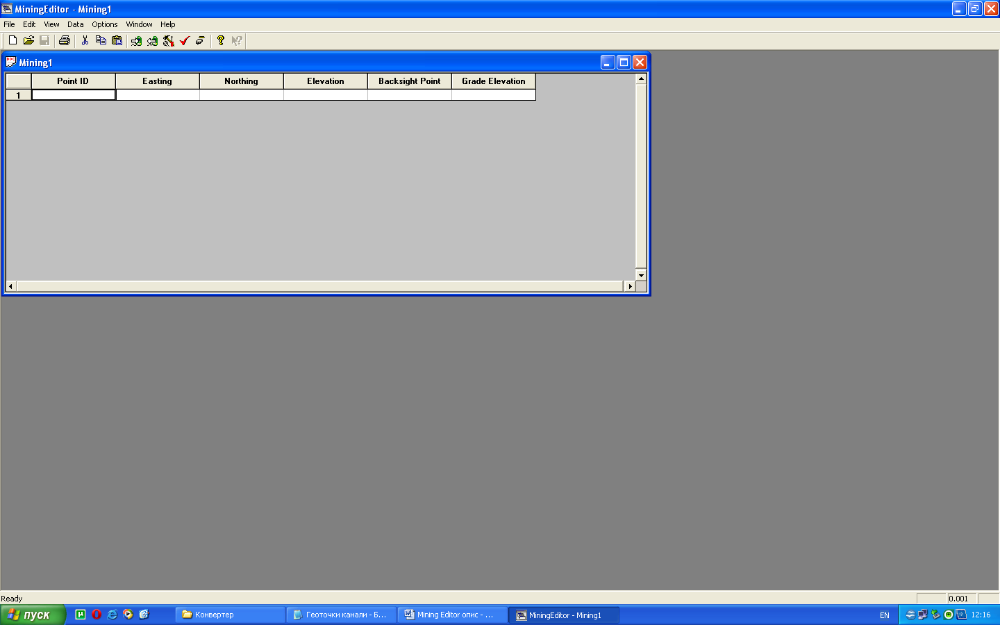 MiningEditor - Mining1
File Edit View Data Options Window Help
Mining1
Point ID Easting Northing Elevation Backsight Point Grade Elevation
1
Ready 0.001
пуск Конвертер Геоточки канали - Б... Mining Editor опис - ... MiningEditor - Mining1 EN 12:16